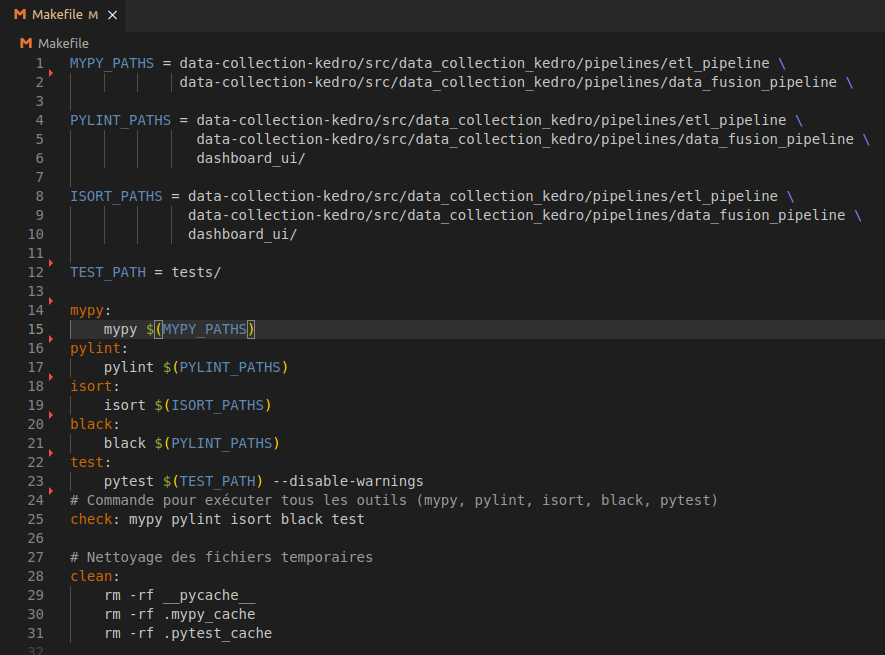 Makefile M
Makefile
1 MYPY_PATHS = data-collection-kedro/src/data_collection_kedro/pipelines/etl_pipeline \
2 data-collection-kedro/src/data_collection_kedro/pipelines/data_fusion_pipeline \
3
4 PYLINT_PATHS = data-collection-kedro/src/data_collection_kedro/pipelines/etl_pipeline \
5 data-collection-kedro/src/data_collection_kedro/pipelines/data_fusion_pipeline \
6 dashboard_ui/
7
8 ISORT_PATHS = data-collection-kedro/src/data_collection_kedro/pipelines/etl_pipeline \
9 data-collection-kedro/src/data_collection_kedro/pipelines/data_fusion_pipeline \
10 dashboard_ui/
11
12 TEST_PATH = tests/
13
14 mypy:
15 mypy $(MYPY_PATHS)
16 pylint:
17 pylint $(PYLINT_PATHS)
18 isort:
19 isort $(ISORT_PATHS)
20 black:
21 black $(PYLINT_PATHS)
22 test:
23 pytest $(TEST_PATH) --disable-warnings
24 # Commande pour exécuter tous les outils (mypy, pylint, isort, black, pytest)
25 check: mypy pylint isort black test
26
27 # Nettoyage des fichiers temporaires
28 clean:
29 rm -rf __pycache__
30 rm -rf .mypy_cache
31 rm -rf .pytest_cache
32